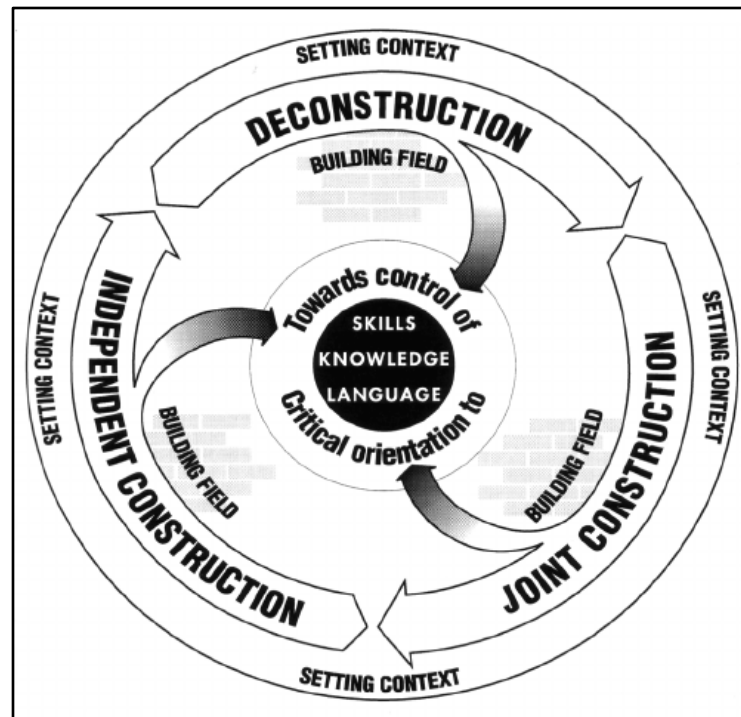 SETTING CONTEXT
DECONSTRUCTION
BUILDING FIELD
SETTING CONTEXT
INDEPENDENT CONSTRUCTION
BUILDING FIELD
Towards control of
SKILLS
KNOWLEDGE
LANGUAGE
Critical orientation to
SETTING CONTEXT
JOINT CONSTRUCTION
BUILDING FIELD
SETTING CONTEXT